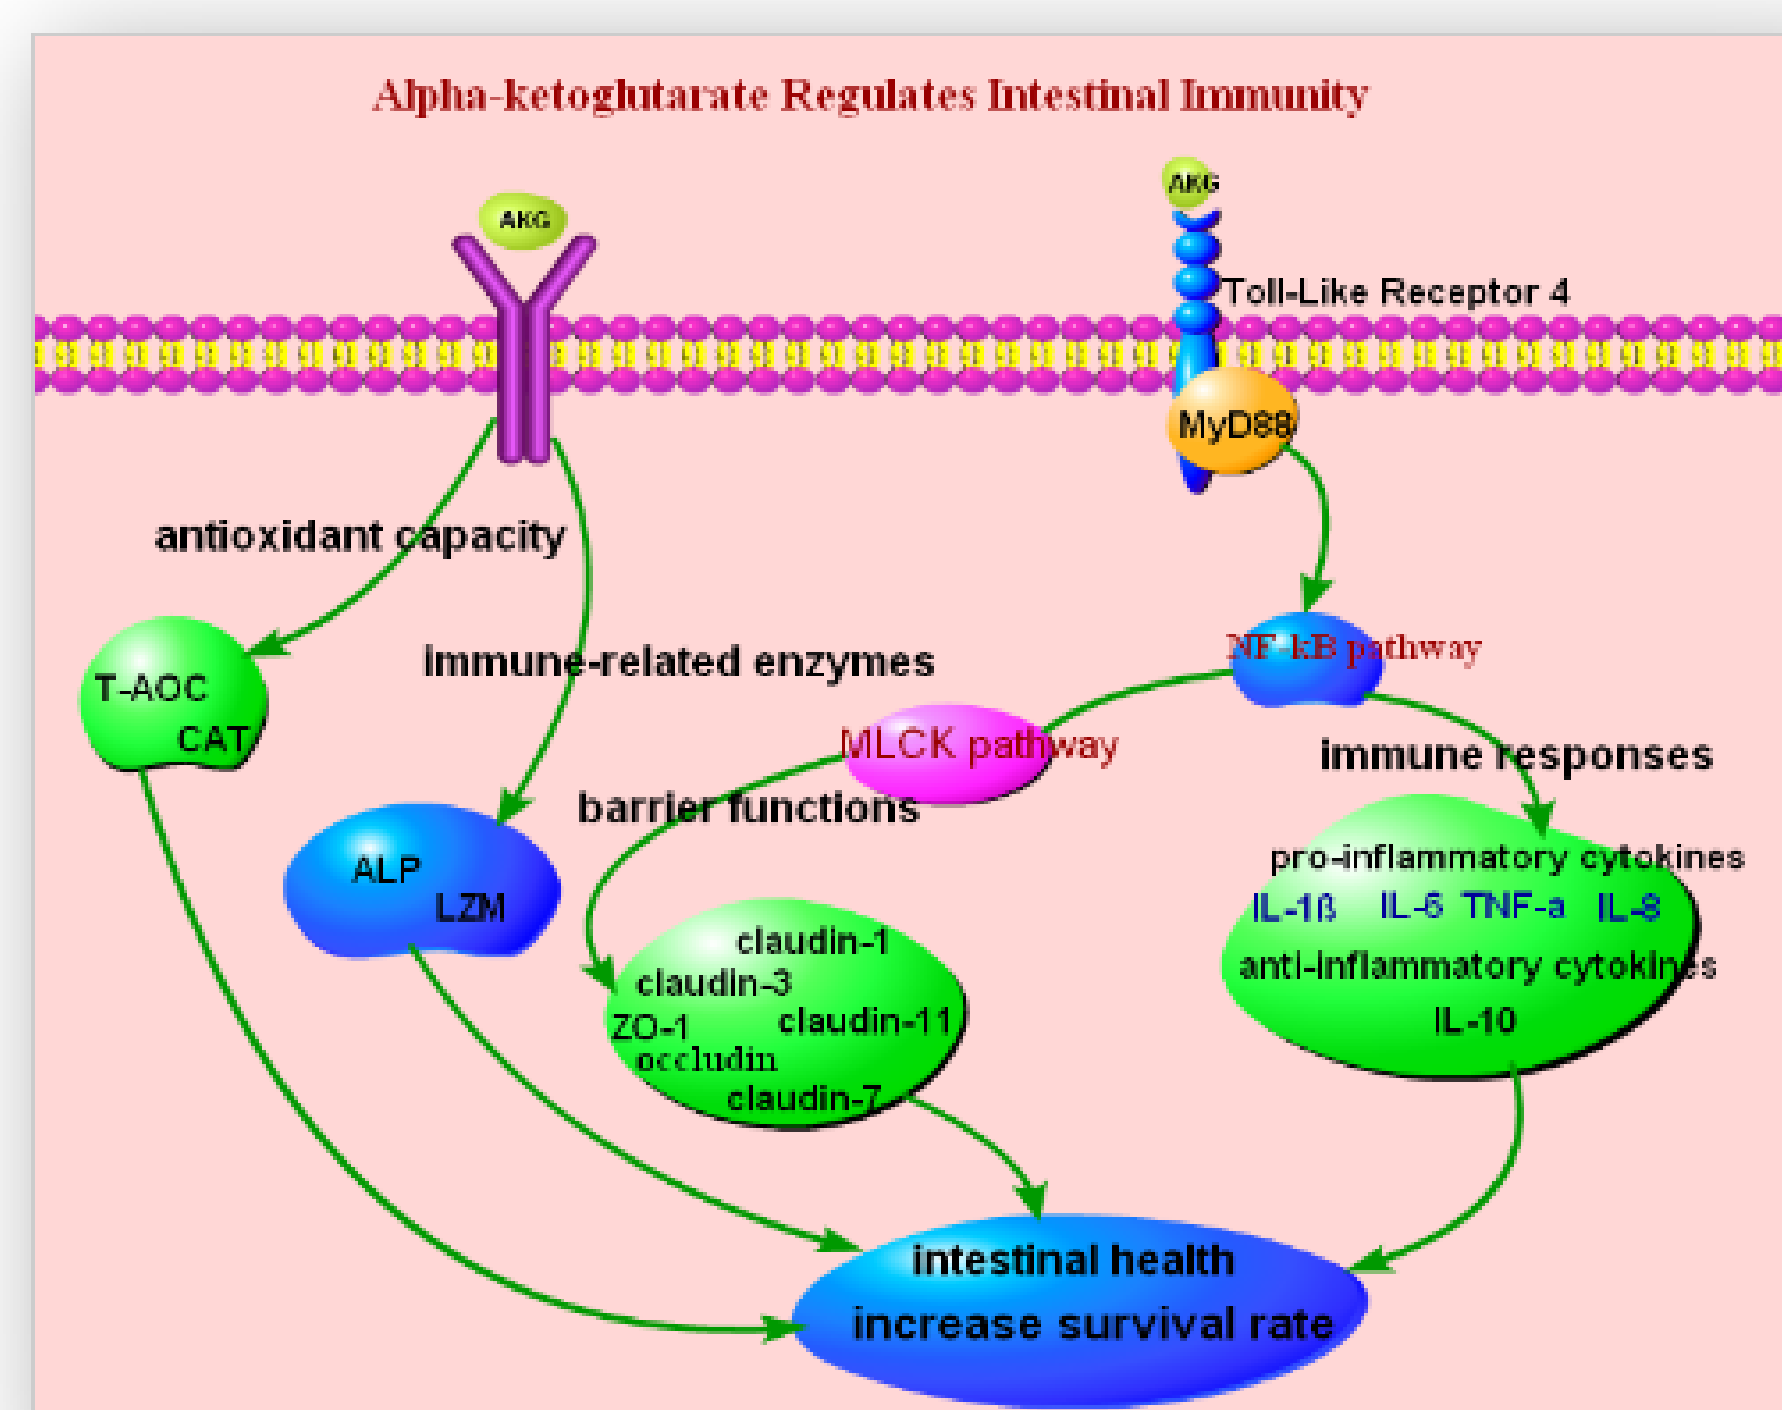 Alpha-ketoglutarate Regulates Intestinal Immunity
AKG
AKG
Toll-Like Receptor 4
MyD88
antioxidant capacity
immune-related enzymes
NF-kB pathway
T-AOC
CAT
MLCK pathway
immune responses
barrier functions
ALP
LZM
pro-inflammatory cytokines
IL-1ß IL-6 TNF-a IL-8
anti-inflammatory cytokines
IL-10
claudin-1
claudin-3
ZO-1
claudin-11
occludin
claudin-7
intestinal health
increase survival rate